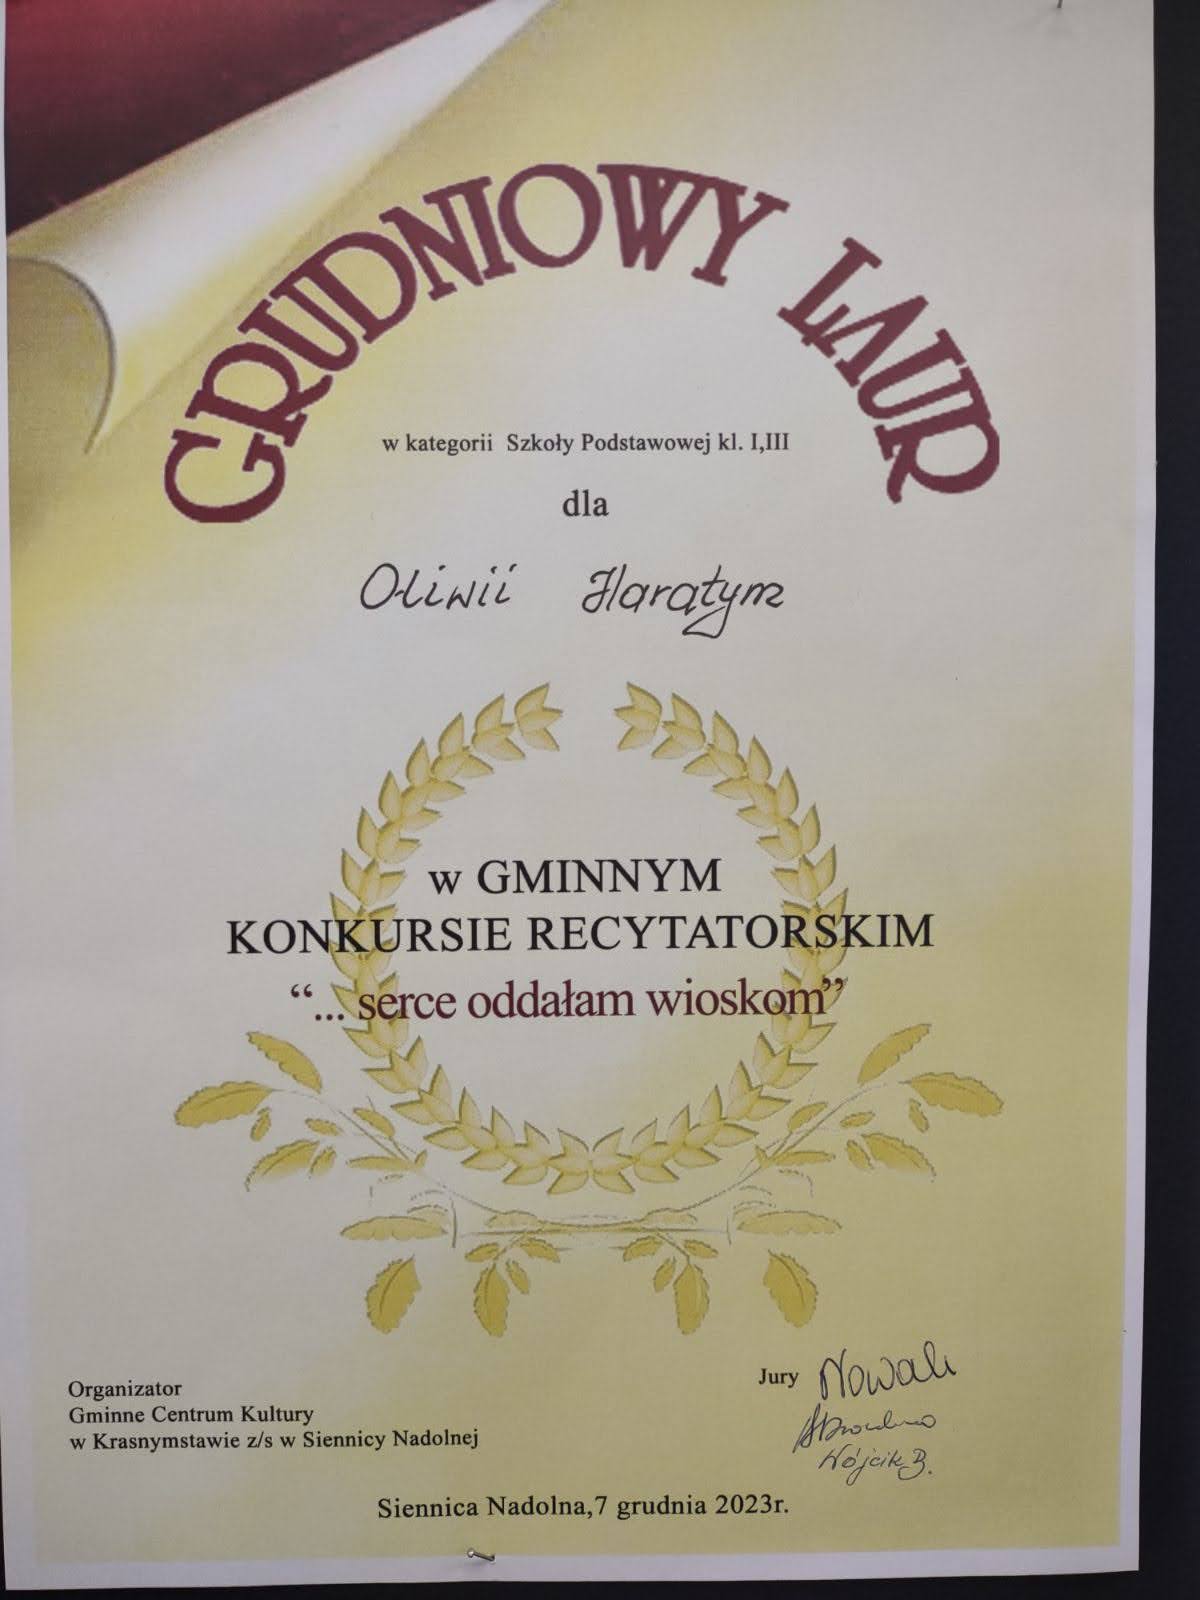 GRUDNIOWY LAUR
w kategorii Szkoły Podstawowej kl. I,III
dla
Oliwii Haratym
w GMINNYM
KONKURSIE RECYTATORSKIM
“... serce oddałam wioskom”
Organizator
Gminne Centrum Kultury
w Krasnymstawie z/s w Siennicy Nadolnej
Jury Nowak
Wójcik B.
Siennica Nadolna,7 grudnia 2023r.